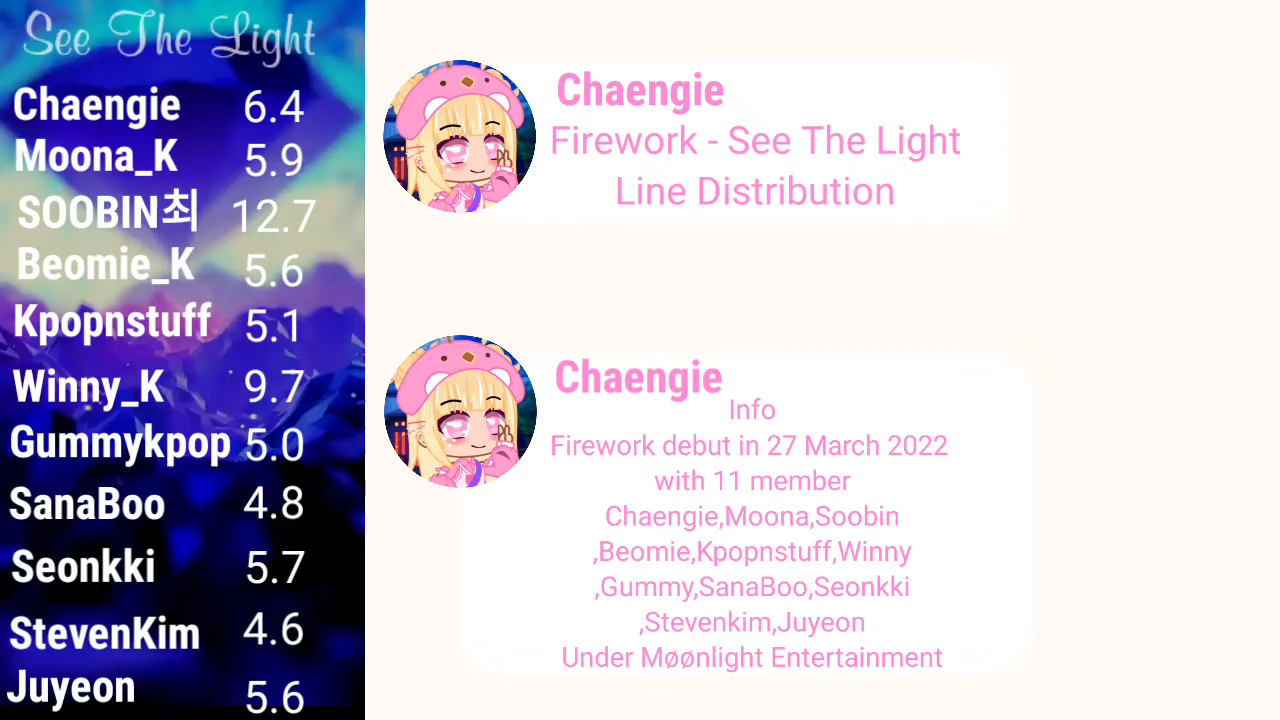 See The Light
Chaengie 6.4
Moona_K 5.9
SOOBIN최 12.7
Beomie_K 5.6
Kpopnstuff 5.1
Winny_K 9.7
Gummykpop 5.0
SanaBoo 4.8
Seonkki 5.7
StevenKim 4.6
Juyeon 5.6
Chaengie
Firework - See The Light
Line Distribution
Chaengie
Info
Firework debut in 27 March 2022
with 11 member
Chaengie,Moona,Soobin
,Beomie,Kpopnstuff,Winny
,Gummy,SanaBoo,Seonkki
,Stevenkim,Juyeon
Under Møønlight Entertainment